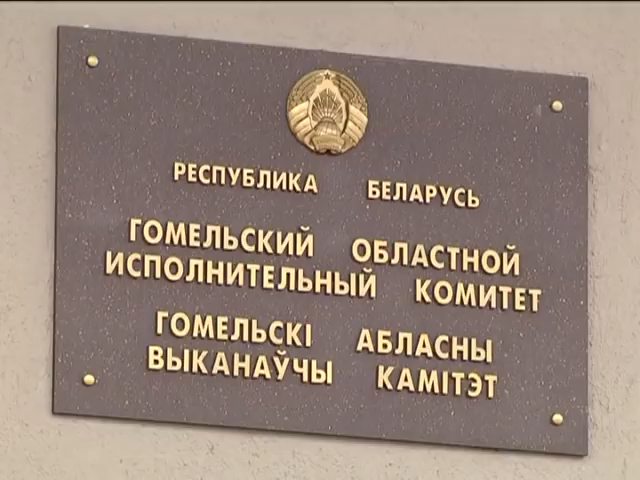 РЕСПУБЛИКА БЕЛАРУСЬ
ГОМЕЛЬСКИЙ ОБЛАСТНОЙ
ИСПОЛНИТЕЛЬНЫЙ КОМИТЕТ
ГОМЕЛЬСКІ АБЛАСНЫ
ВЫКАНАЎЧЫ КАМІТЭТ